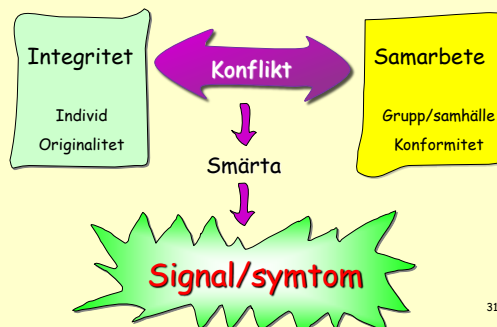 Integritet
Individ
Originalitet
Konflikt
Samarbete
Grupp/samhälle
Konformitet
Smärta
Signal/symtom
31